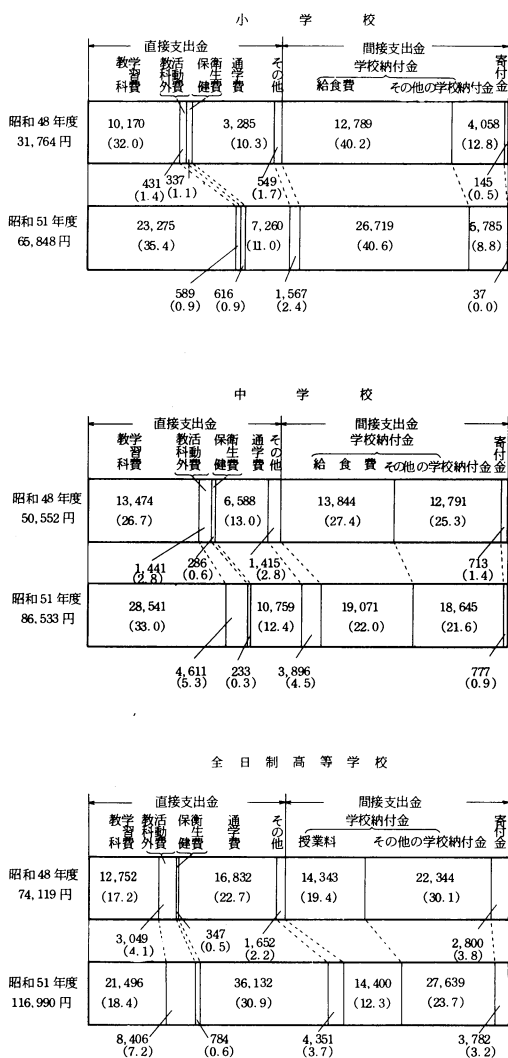 小学校
直接支出金 間接支出金
教科学習費 教科外活動費 保健衛生費 通学費 その他 学校納付金 寄付金
給食費 その他の学校納付金
昭和48年度
31,764円
10,170 3,285 12,789 4,058
(32.0) (10.3) (40.2) (12.8)
431 337 549 145
(1.4) (1.1) (1.7) (0.5)
昭和51年度
65,848円
23,275 7,260 26,719 5,785
(35.4) (11.0) (40.6) (8.8)
589 616 1,567 37
(0.9) (0.9) (2.4) (0.0)
中学校
直接支出金 間接支出金
教科学習費 教科外活動費 保健衛生費 通学費 その他 学校納付金 寄付金
給食費 その他の学校納付金
昭和48年度
50,552円
13,474 6,588 13,844 12,791
(26.7) (13.0) (27.4) (25.3)
1,441 286 1,415 713
(2.8) (0.6) (2.8) (1.4)
昭和51年度
86,533円
28,541 10,759 19,071 18,645
(33.0) (12.4) (22.0) (21.6)
4,611 233 3,896 777
(5.3) (0.3) (4.5) (0.9)
全日制高等学校
直接支出金 間接支出金
教科学習費 教科外活動費 保健衛生費 通学費 その他 学校納付金 寄付金
授業料 その他の学校納付金
昭和48年度
74,119円
12,752 16,832 14,343 22,344
(17.2) (22.7) (19.4) (30.1)
3,049 347 1,652 2,800
(4.1) (0.5) (2.2) (3.8)
昭和51年度
116,990円
21,496 36,132 14,400 27,639
(18.4) (30.9) (12.3) (23.7)
8,406 784 4,351 3,782
(7.2) (0.6) (3.7) (3.2)